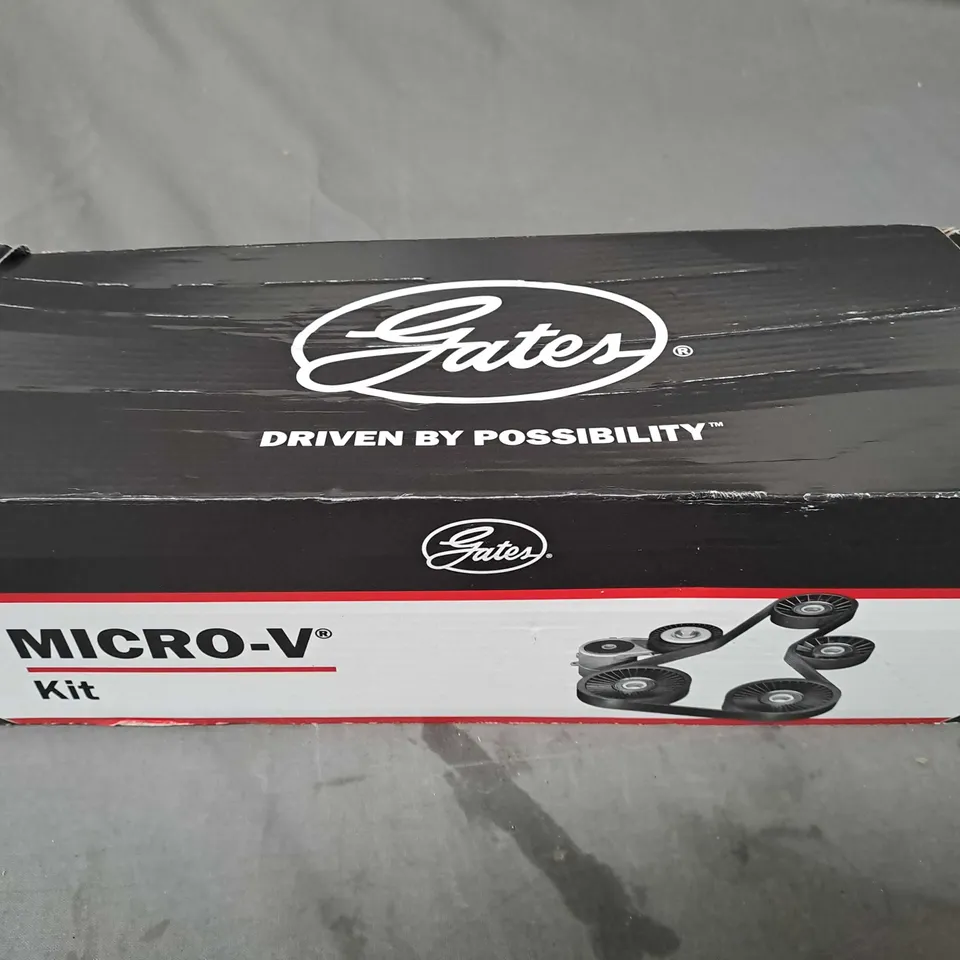 Gates®
DRIVEN BY POSSIBILITY™
Gates®
MICRO-V®
Kit